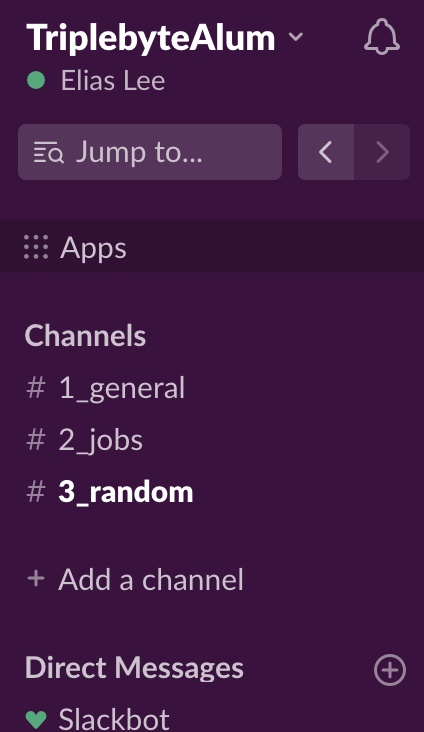 TriplebyteAlum
Elias Lee
Jump to...
Apps
Channels
# 1_general
# 2_jobs
# 3_random
+ Add a channel
Direct Messages
Slackbot